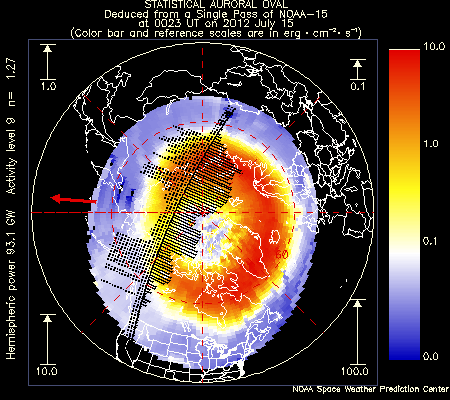 STATISTICAL AURORAL OVAL
Deduced from a Single Pass of NOAA-15
at 0023 UT on 2012 July 15
(Color bar and reference scales are in erg·cm⁻²·s⁻¹)
1.0
0.1
10.0
1.0
0.1
0.0
Hemispheric power 93.1 GW Activity level 9 n= 1.27
60
10.0
100.0
NOAA Space Weather Prediction Center